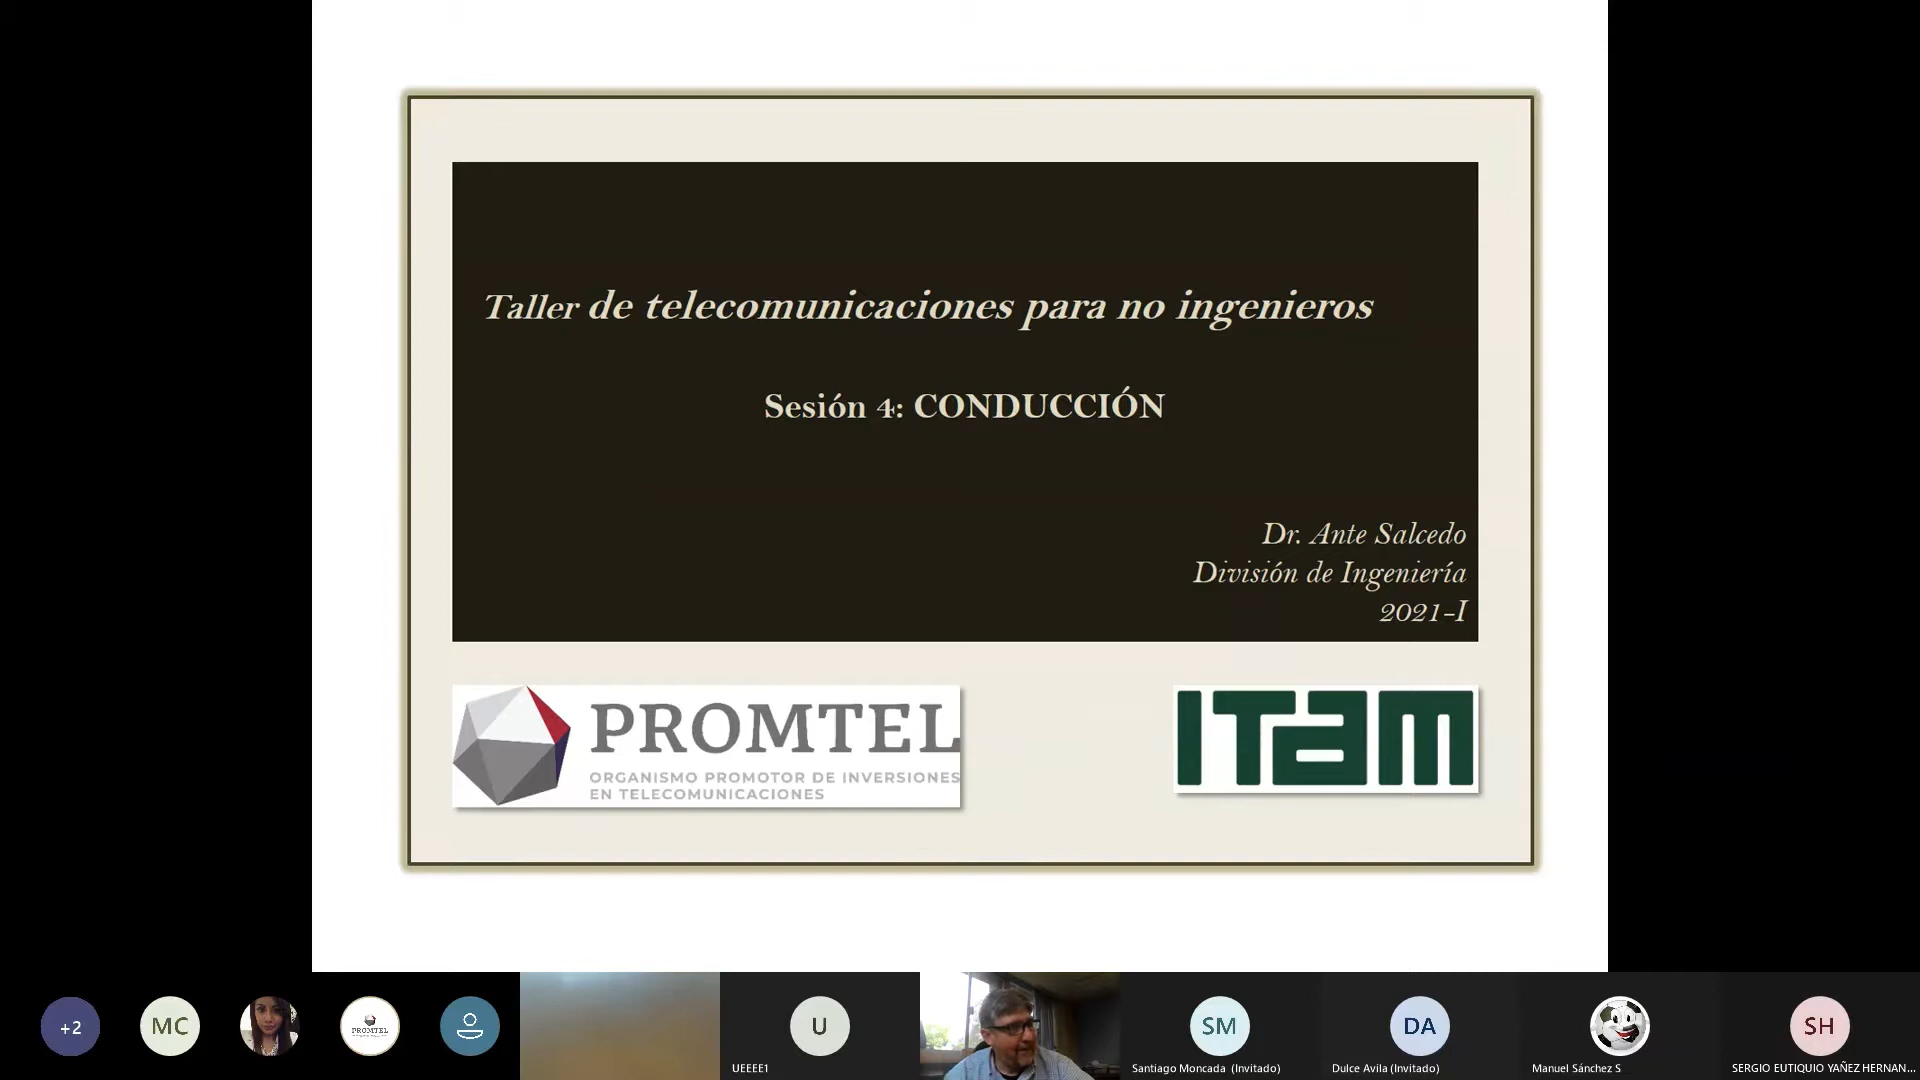 Taller de telecomunicaciones para no ingenieros
Sesión 4: CONDUCCIÓN
Dr. Ante Salcedo
División de Ingeniería
2021-I
PROMTEL
ORGANISMO PROMOTOR DE INVERSIONES
EN TELECOMUNICACIONES
ITAM
+2
MC
PROMTEL
U
UEEEE1
SM
Santiago Moncada (Invitado)
DA
Dulce Avila (Invitado)
Manuel Sánchez S
SH
SERGIO EUTIQUIO YAÑEZ HERNAN...